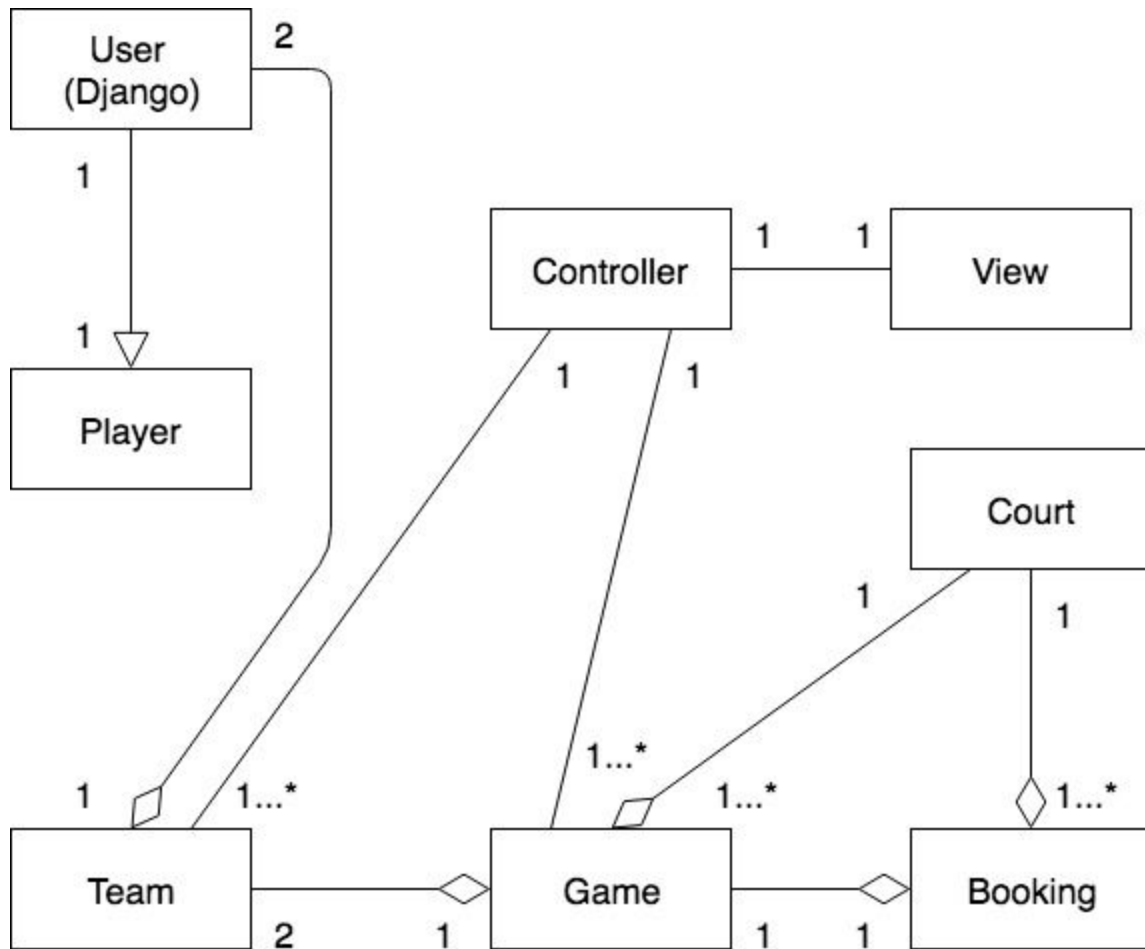 User
(Django)
2
1
1
Player
Controller
1
1
View
1
1
Court
1
1
1...*
1
1...*
1...*
1...*
Team
2
1
Game
1
1
Booking